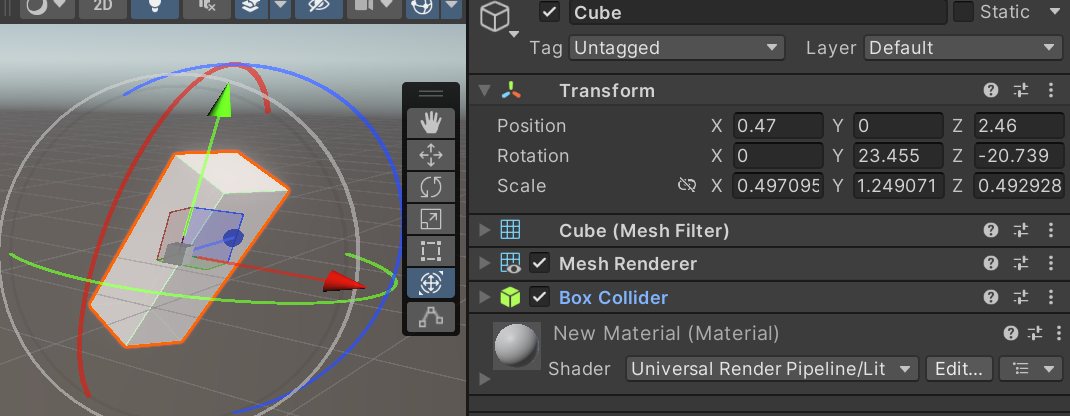 2D
Cube
Static
Tag Untagged Layer Default
Transform
Position X 0.47 Y 0 Z 2.46
Rotation X 0 Y 23.455 Z -20.739
Scale X 0.497095 Y 1.249071 Z 0.492928
Cube (Mesh Filter)
Mesh Renderer
Box Collider
New Material (Material)
Shader Universal Render Pipeline/Lit Edit...